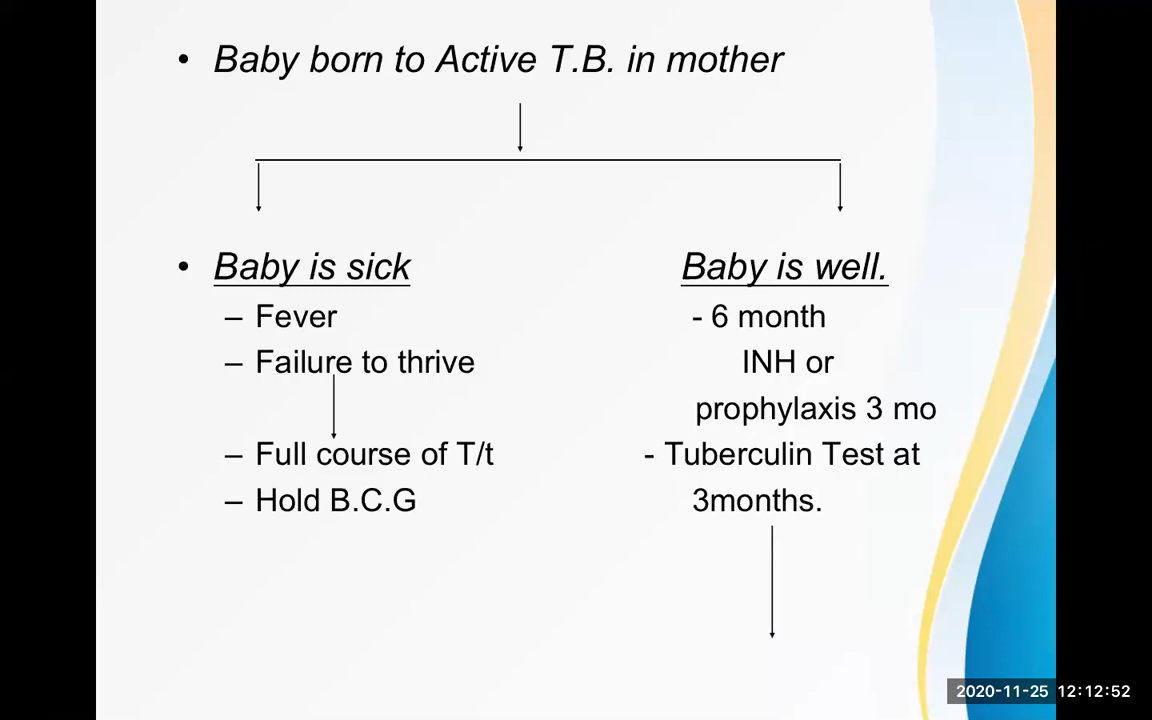 • Baby born to Active T.B. in mother
• Baby is sick
– Fever
– Failure to thrive
– Full course of T/t
– Hold B.C.G
Baby is well.
- 6 month
INH or
prophylaxis 3 mo
- Tuberculin Test at
3months.
2020-11-25 12:12:52